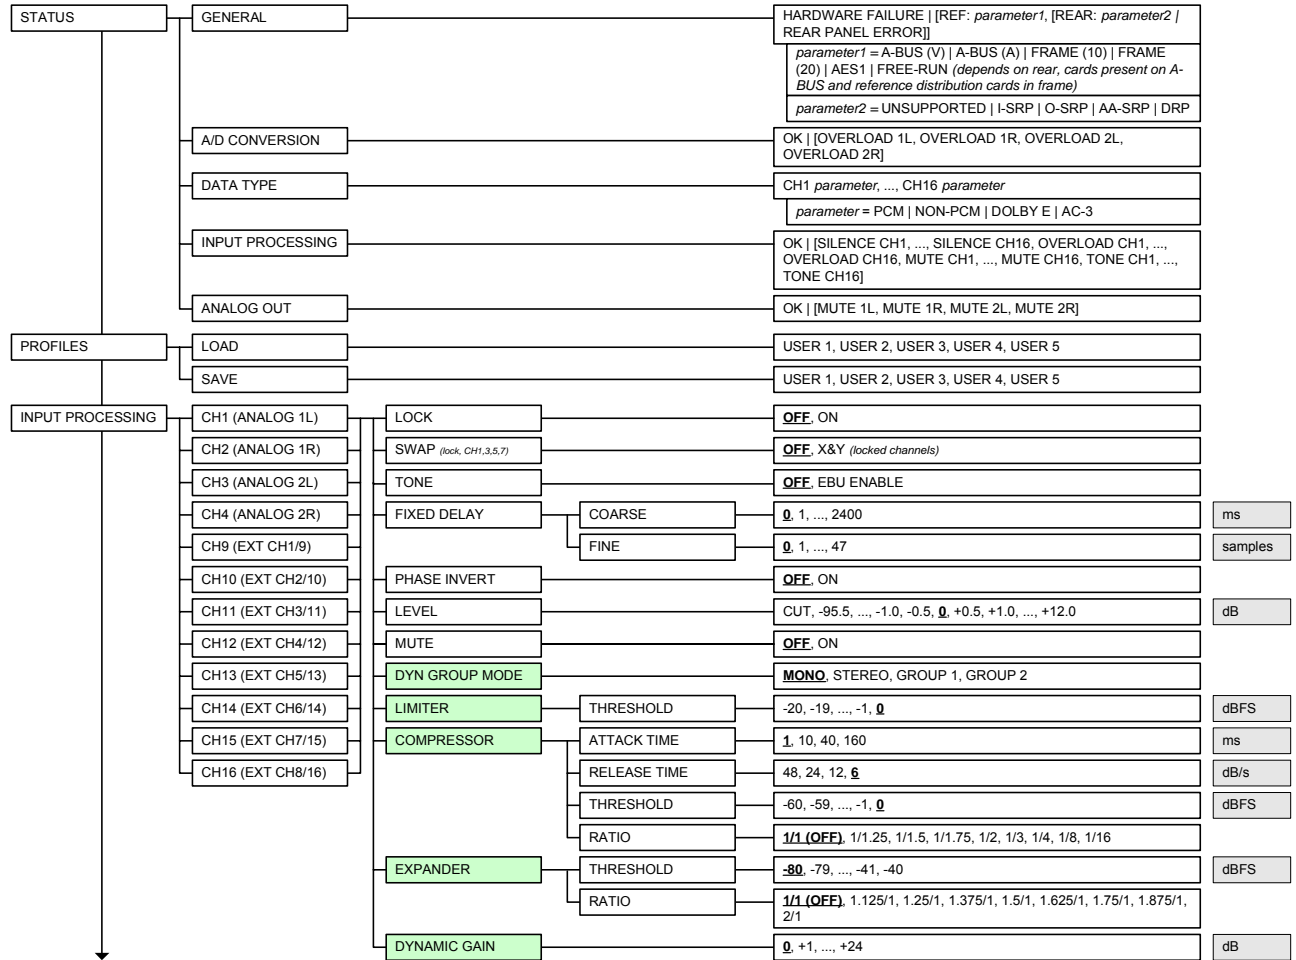 STATUS
GENERAL
HARDWARE FAILURE | [REF: parameter1, [REAR: parameter2 |
REAR PANEL ERROR]]
parameter1 = A-BUS (V) | A-BUS (A) | FRAME (10) | FRAME
(20) | AES1 | FREE-RUN (depends on rear, cards present on A-
BUS and reference distribution cards in frame)
parameter2 = UNSUPPORTED | I-SRP | O-SRP | AA-SRP | DRP
A/D CONVERSION
OK | [OVERLOAD 1L, OVERLOAD 1R, OVERLOAD 2L,
OVERLOAD 2R]
DATA TYPE
CH1 parameter, ..., CH16 parameter
parameter = PCM | NON-PCM | DOLBY E | AC-3
INPUT PROCESSING
OK | [SILENCE CH1, ..., SILENCE CH16, OVERLOAD CH1, ...,
OVERLOAD CH16, MUTE CH1, ..., MUTE CH16, TONE CH1, ...,
TONE CH16]
ANALOG OUT
OK | [MUTE 1L, MUTE 1R, MUTE 2L, MUTE 2R]
PROFILES
LOAD
USER 1, USER 2, USER 3, USER 4, USER 5
SAVE
USER 1, USER 2, USER 3, USER 4, USER 5
INPUT PROCESSING
CH1 (ANALOG 1L)
LOCK
OFF, ON
CH2 (ANALOG 1R)
SWAP (lock, CH1,3,5,7)
OFF, X&Y (locked channels)
CH3 (ANALOG 2L)
TONE
OFF, EBU ENABLE
CH4 (ANALOG 2R)
FIXED DELAY
COARSE
0, 1, ..., 2400
ms
CH9 (EXT CH1/9)
FINE
0, 1, ..., 47
samples
CH10 (EXT CH2/10)
PHASE INVERT
OFF, ON
CH11 (EXT CH3/11)
LEVEL
CUT, -95.5, ..., -1.0, -0.5, 0, +0.5, +1.0, ..., +12.0
dB
CH12 (EXT CH4/12)
MUTE
OFF, ON
CH13 (EXT CH5/13)
DYN GROUP MODE
MONO, STEREO, GROUP 1, GROUP 2
CH14 (EXT CH6/14)
LIMITER
THRESHOLD
-20, -19, ..., -1, 0
dBFS
CH15 (EXT CH7/15)
COMPRESSOR
ATTACK TIME
1, 10, 40, 160
ms
CH16 (EXT CH8/16)
RELEASE TIME
48, 24, 12, 6
dB/s
THRESHOLD
-60, -59, ..., -1, 0
dBFS
RATIO
1/1 (OFF), 1/1.25, 1/1.5, 1/1.75, 1/2, 1/3, 1/4, 1/8, 1/16
EXPANDER
THRESHOLD
-80, -79, ..., -41, -40
dBFS
RATIO
1/1 (OFF), 1.125/1, 1.25/1, 1.375/1, 1.5/1, 1.625/1, 1.75/1, 1.875/1,
2/1
DYNAMIC GAIN
0, +1, ..., +24
dB